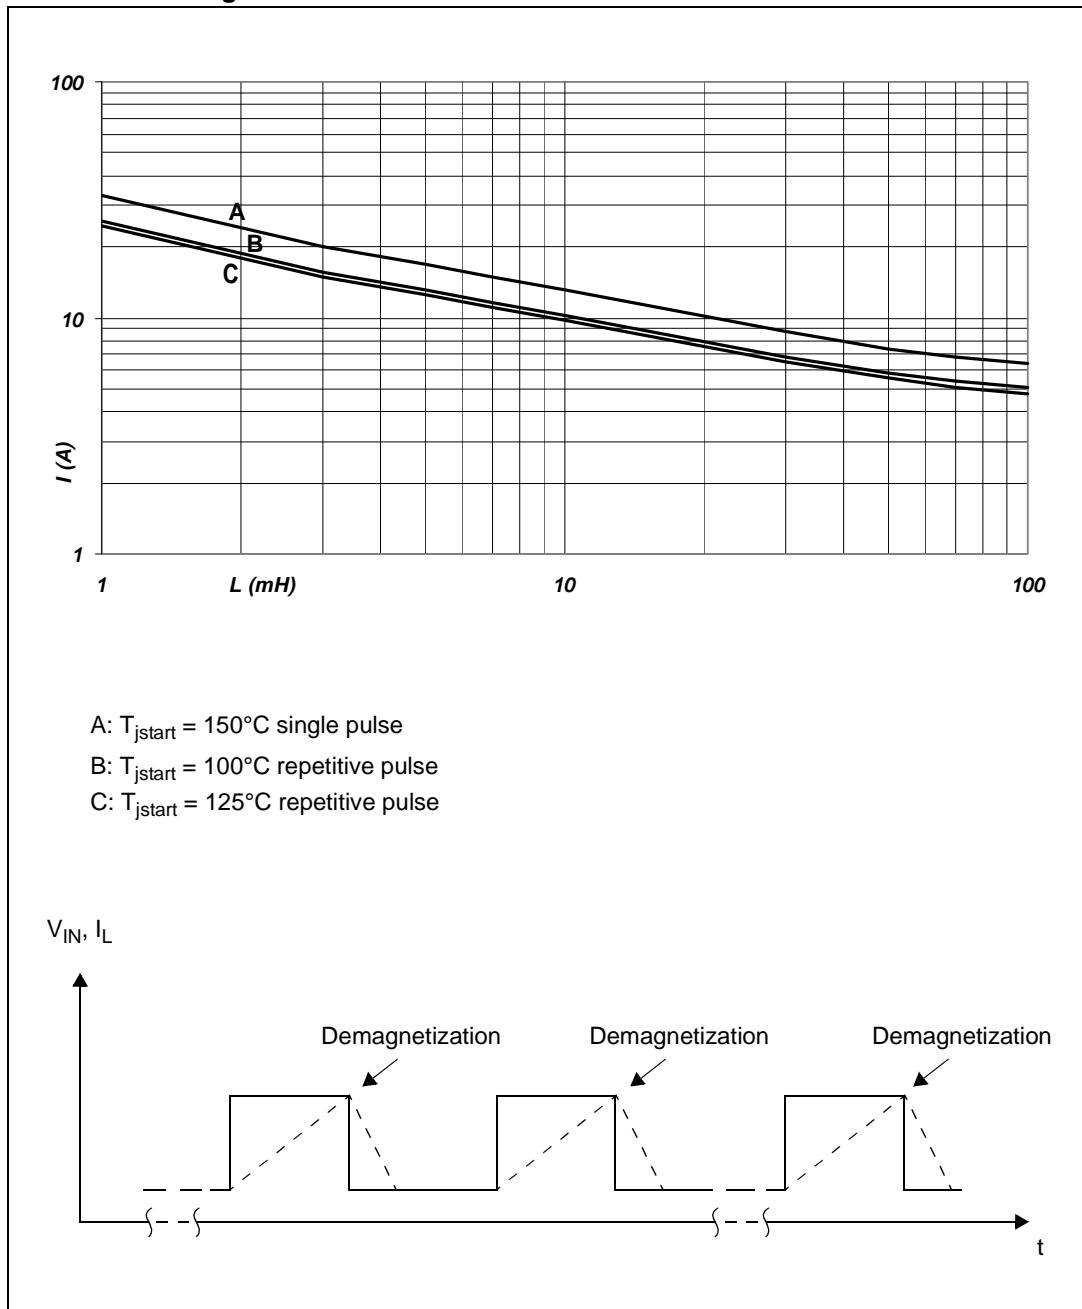 100
A
B
C
10
I (A)
1
1 L (mH) 10 100
A: Tjstart = 150°C single pulse
B: Tjstart = 100°C repetitive pulse
C: Tjstart = 125°C repetitive pulse
VIN, IL
Demagnetization Demagnetization Demagnetization
t